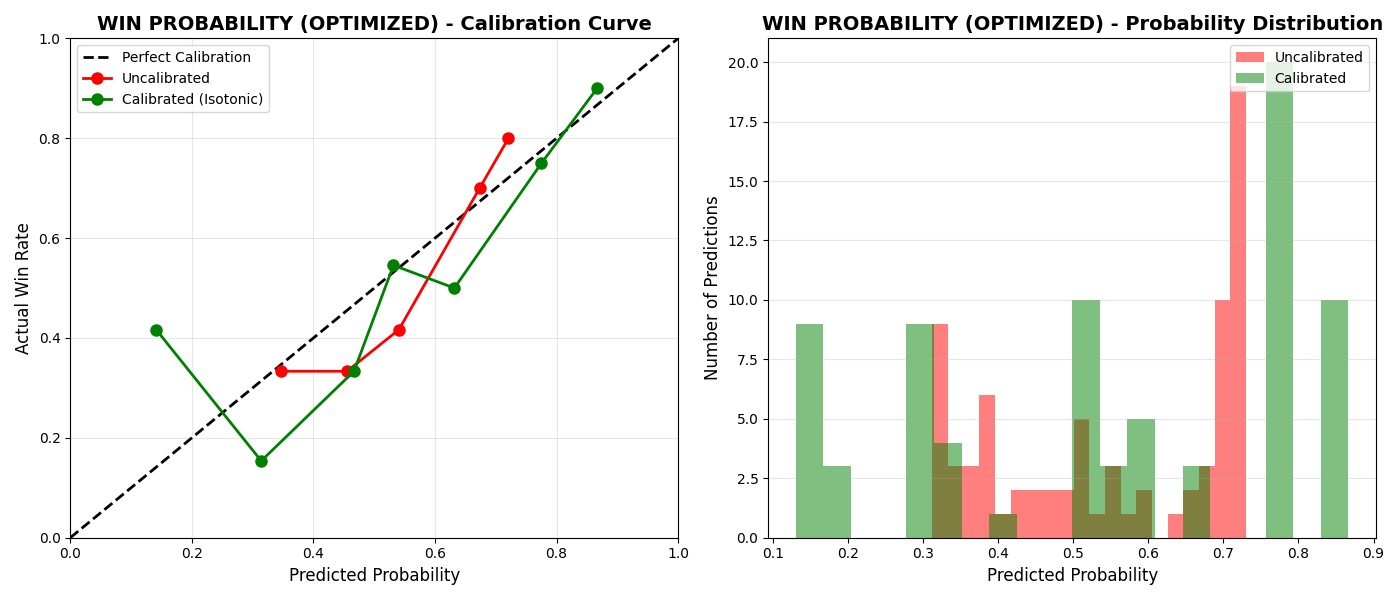 WIN PROBABILITY (OPTIMIZED) - Calibration Curve
Perfect Calibration
Uncalibrated
Calibrated (Isotonic)
1.0
0.8
0.6
0.4
0.2
0.0
Actual Win Rate
0.0 0.2 0.4 0.6 0.8 1.0
Predicted Probability
WIN PROBABILITY (OPTIMIZED) - Probability Distribution
Uncalibrated
Calibrated
20.0
17.5
15.0
12.5
10.0
7.5
5.0
2.5
0.0
Number of Predictions
0.1 0.2 0.3 0.4 0.5 0.6 0.7 0.8 0.9
Predicted Probability